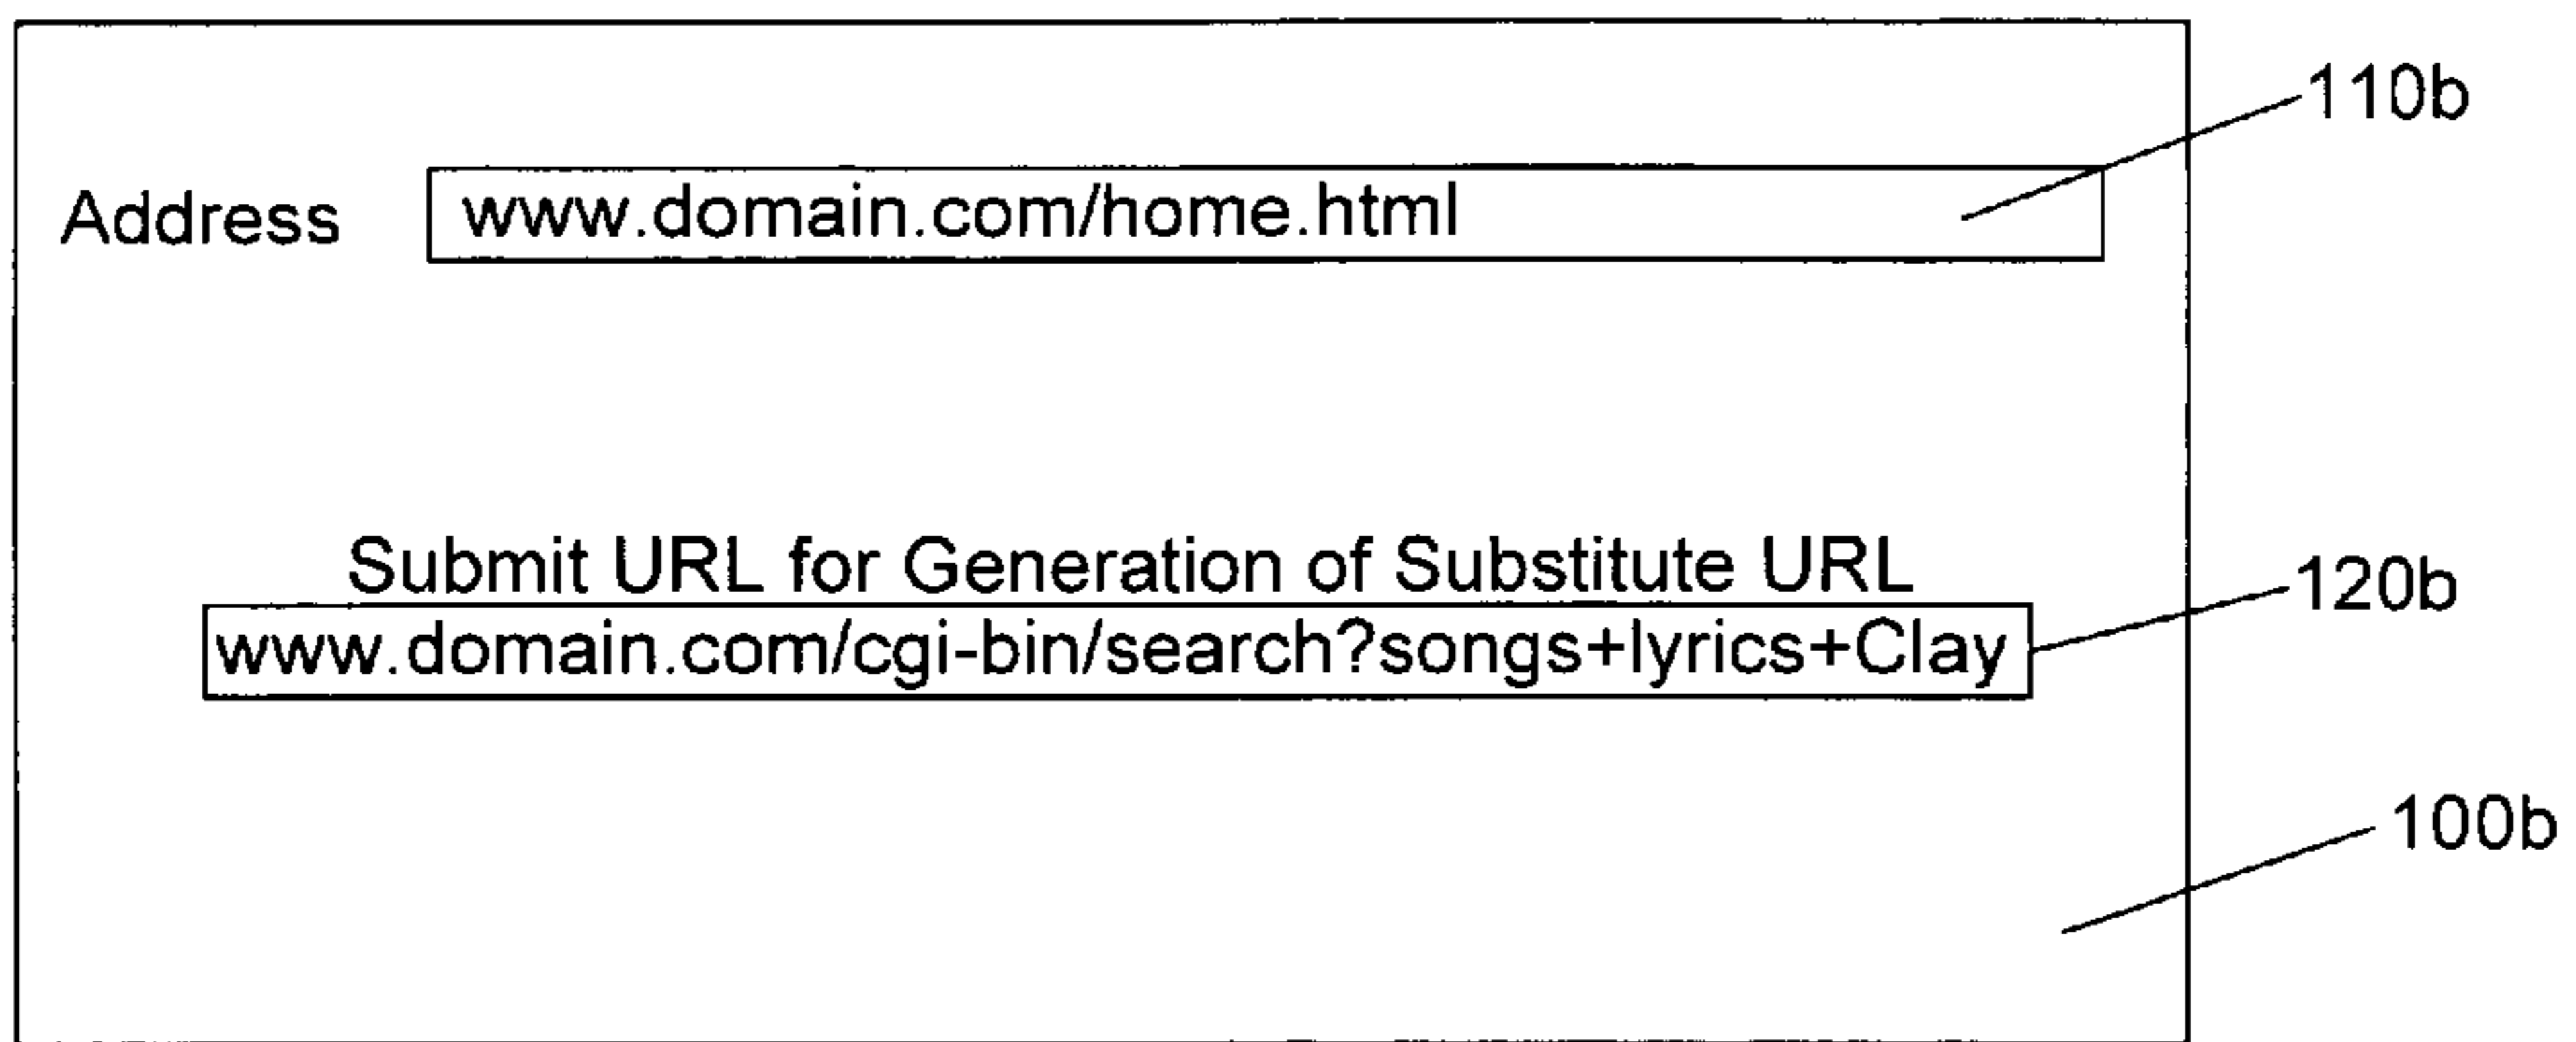 110b
Address www.domain.com/home.html
Submit URL for Generation of Substitute URL
120b
www.domain.com/cgi-bin/search?songs+lyrics+Clay
100b